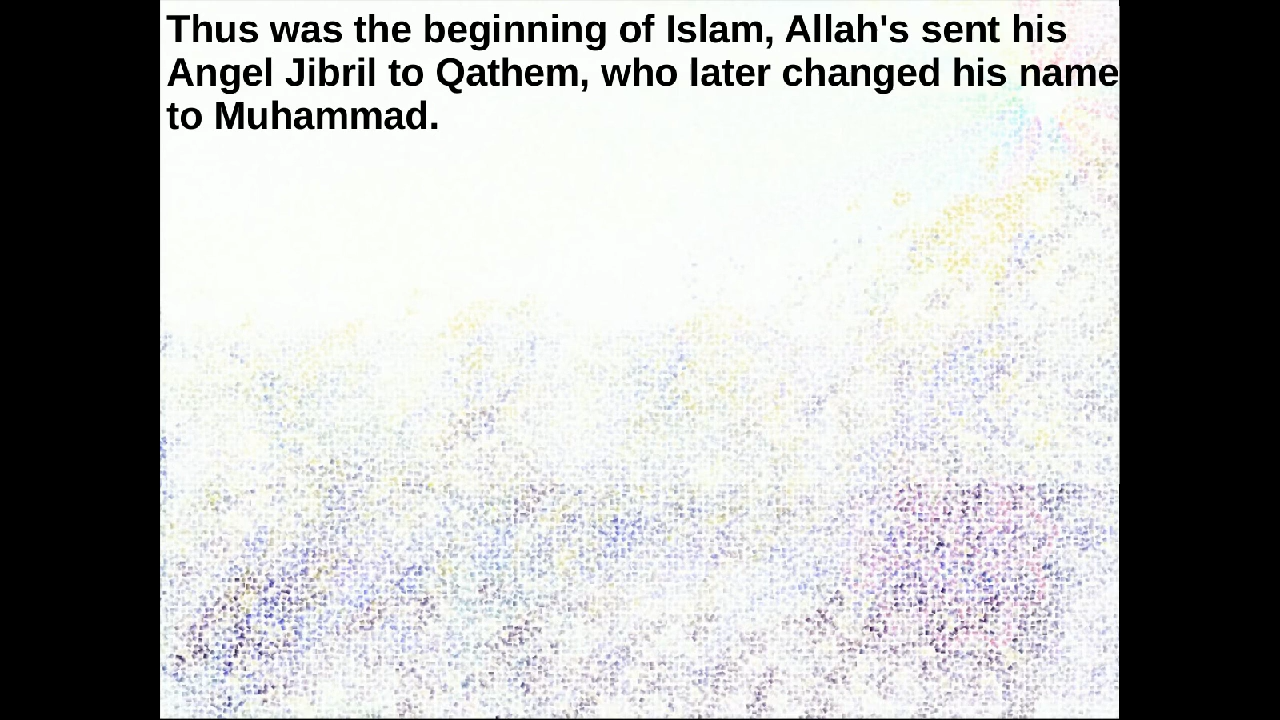 Thus was the beginning of Islam, Allah's sent his
Angel Jibril to Qathem, who later changed his name
to Muhammad.